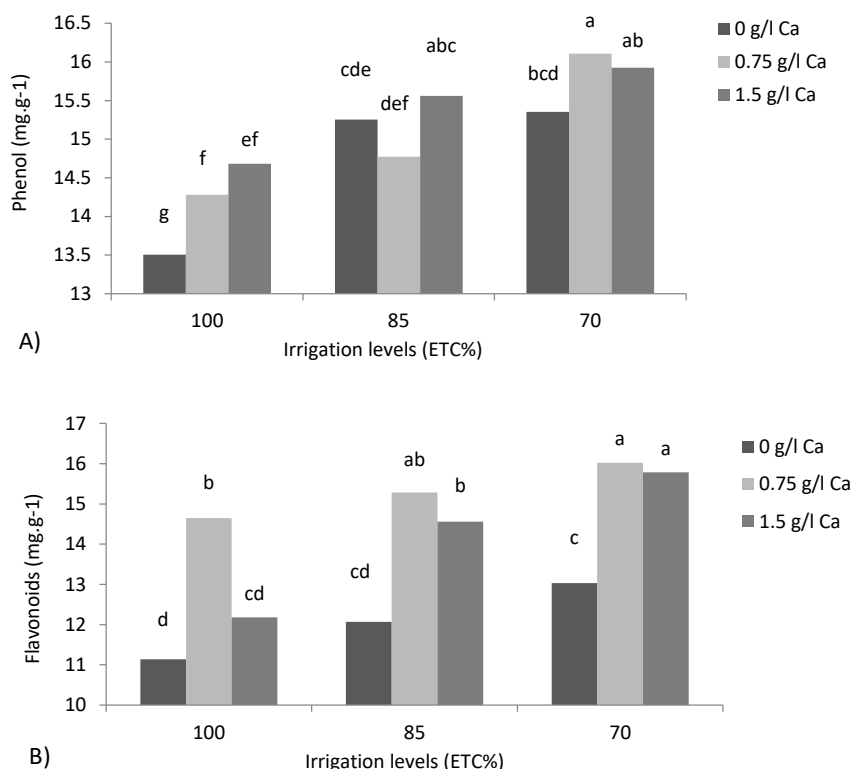 16.5
16
15.5
15
14.5
14
13.5
13
Phenol (mg.g-1)
g
f
ef
cde
def
abc
bcd
a
ab
0 g/l Ca
0.75 g/l Ca
1.5 g/l Ca
100
85
70
Irrigation levels (ETC%)
A)
17
16
15
14
13
12
11
10
Flavonoids (mg.g-1)
d
b
cd
cd
ab
b
c
a
a
0 g/l Ca
0.75 g/l Ca
1.5 g/l Ca
100
85
70
Irrigation levels (ETC%)
B)